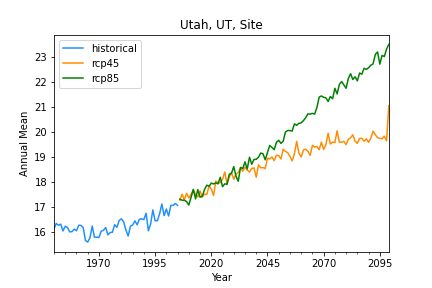 Utah, UT, Site
historical
rcp45
rcp85
Annual Mean
23
22
21
20
19
18
17
16
1970 1995 2020 2045 2070 2095
Year